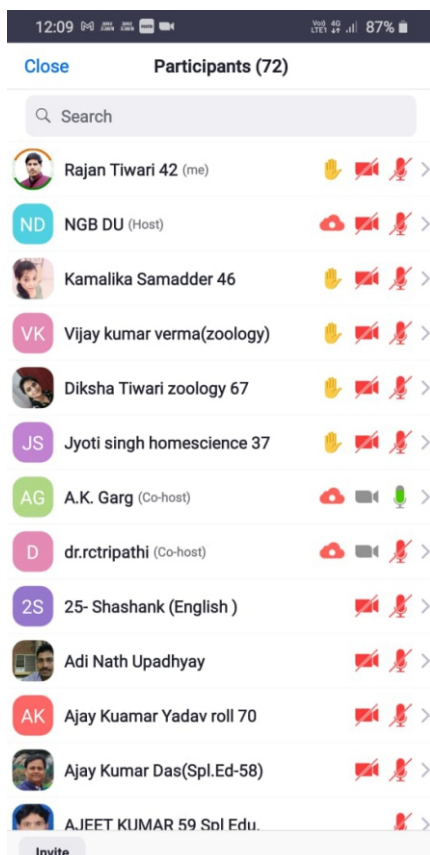 12:09 87%
Close Participants (72)
Search
Rajan Tiwari 42 (me)
ND NGB DU (Host)
Kamalika Samadder 46
VK Vijay kumar verma(zoology)
Diksha Tiwari zoology 67
JS Jyoti singh homescience 37
AG A.K. Garg (Co-host)
D dr.rctripathi (Co-host)
2S 25- Shashank (English )
Adi Nath Upadhyay
AK Ajay Kuamar Yadav roll 70
Ajay Kumar Das(Spl.Ed-58)
AJEET KUMAR 59 Spl Edu.
Invite